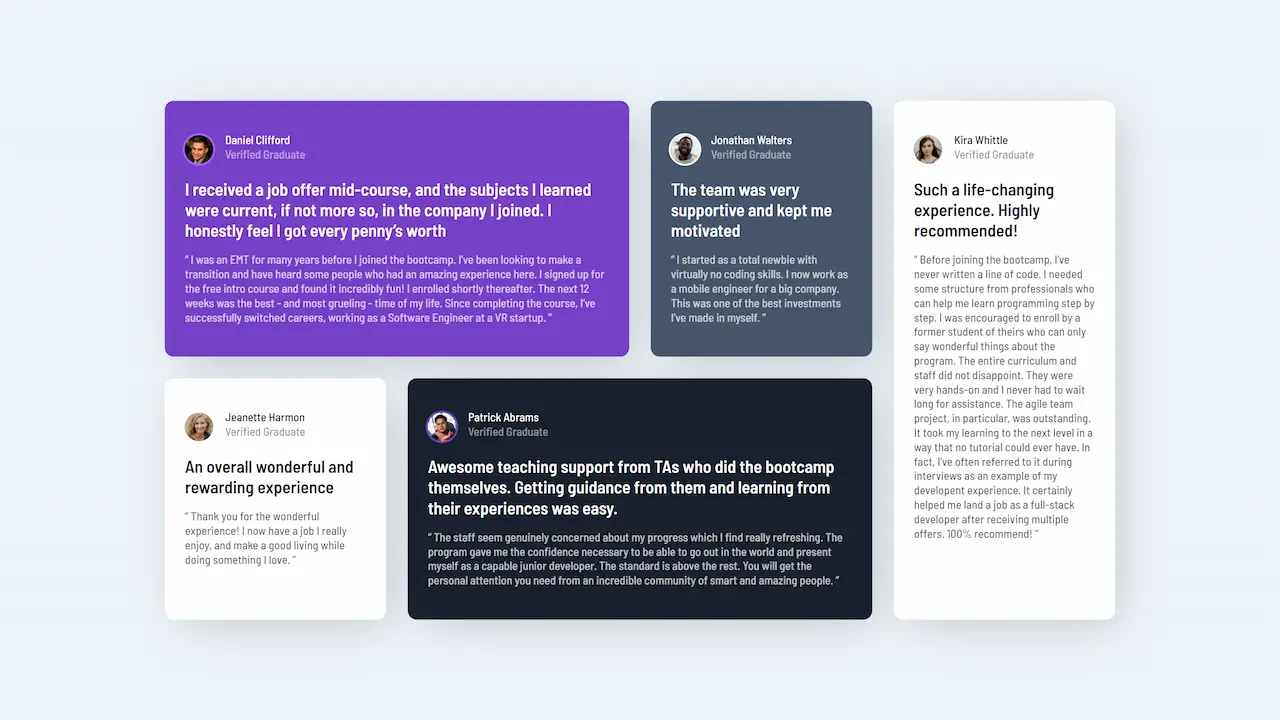 Daniel Clifford
Verified Graduate
I received a job offer mid-course, and the subjects I learned
were current, if not more so, in the company I joined. I
honestly feel I got every penny’s worth
“ I was an EMT for many years before I joined the bootcamp. I’ve been looking to make a
transition and have heard some people who had an amazing experience here. I signed up for
the free intro course and found it incredibly fun! I enrolled shortly thereafter. The next 12
weeks was the best - and most grueling - time of my life. Since completing the course, I’ve
successfully switched careers, working as a Software Engineer at a VR startup. ”
Jonathan Walters
Verified Graduate
The team was very
supportive and kept me
motivated
“ I started as a total newbie with
virtually no coding skills. I now work as
a mobile engineer for a big company.
This was one of the best investments
I’ve made in myself. ”
Kira Whittle
Verified Graduate
Such a life-changing
experience. Highly
recommended!
“ Before joining the bootcamp, I’ve
never written a line of code. I needed
some structure from professionals who
can help me learn programming step by
step. I was encouraged to enroll by a
former student of theirs who can only
say wonderful things about the
program. The entire curriculum and
staff did not disappoint. They were
very hands-on and I never had to wait
long for assistance. The agile team
project, in particular, was outstanding.
It took my learning to the next level in a
way that no tutorial could ever have. In
fact, I’ve often referred to it during
interviews as an example of my
developent experience. It certainly
helped me land a job as a full-stack
developer after receiving multiple
offers. 100% recommend! ”
Jeanette Harmon
Verified Graduate
An overall wonderful and
rewarding experience
“ Thank you for the wonderful
experience! I now have a job I really
enjoy, and make a good living while
doing something I love. ”
Patrick Abrams
Verified Graduate
Awesome teaching support from TAs who did the bootcamp
themselves. Getting guidance from them and learning from
their experiences was easy.
“ The staff seem genuinely concerned about my progress which I find really refreshing. The
program gave me the confidence necessary to be able to go out in the world and present
myself as a capable junior developer. The standard is above the rest. You will get the
personal attention you need from an incredible community of smart and amazing people. ”